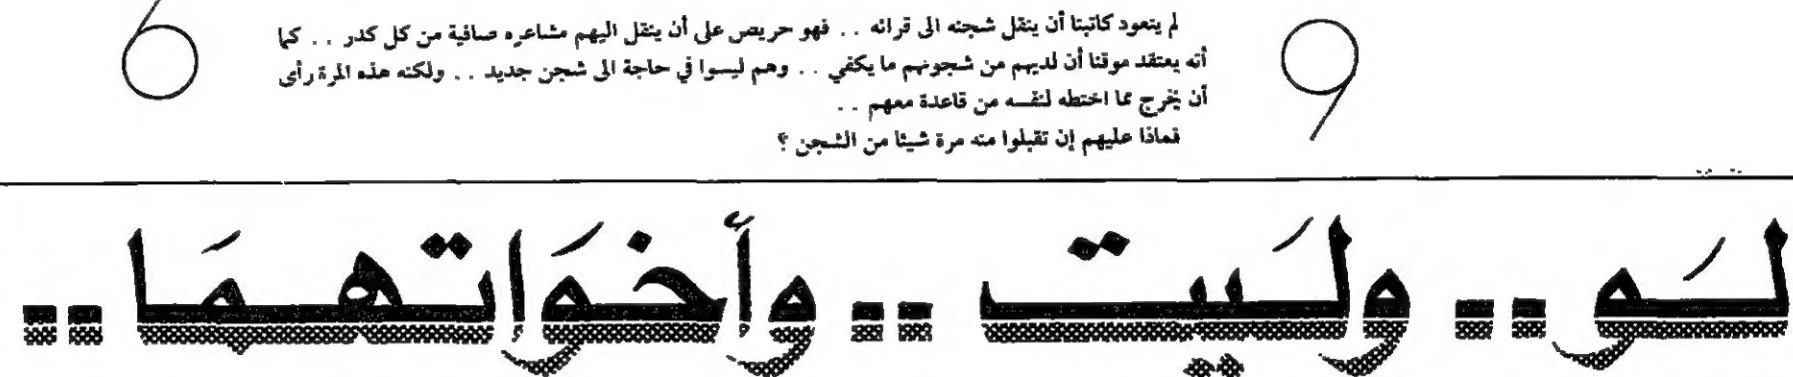 لم يتعود كاتبنا أن ينقل شجنه الى قرائه . . فهو حريص على أن ينقل اليهم مشاعره صافية من كل كدر . . كما
أنه يعتقد موقنا أن لديهم من شجونهم ما يكفي . . وهم ليسوا في حاجة الى شجن جديد . . ولكنه هذه المرة رأى
أن يخرج مما اختطه لنفسه من قاعدة معهم . .
فماذا عليهم إن تقبلوا منه مرة شيئا من الشجن ؟
لَـو .. ولَيت .. وأخَوَاتهمَا ..